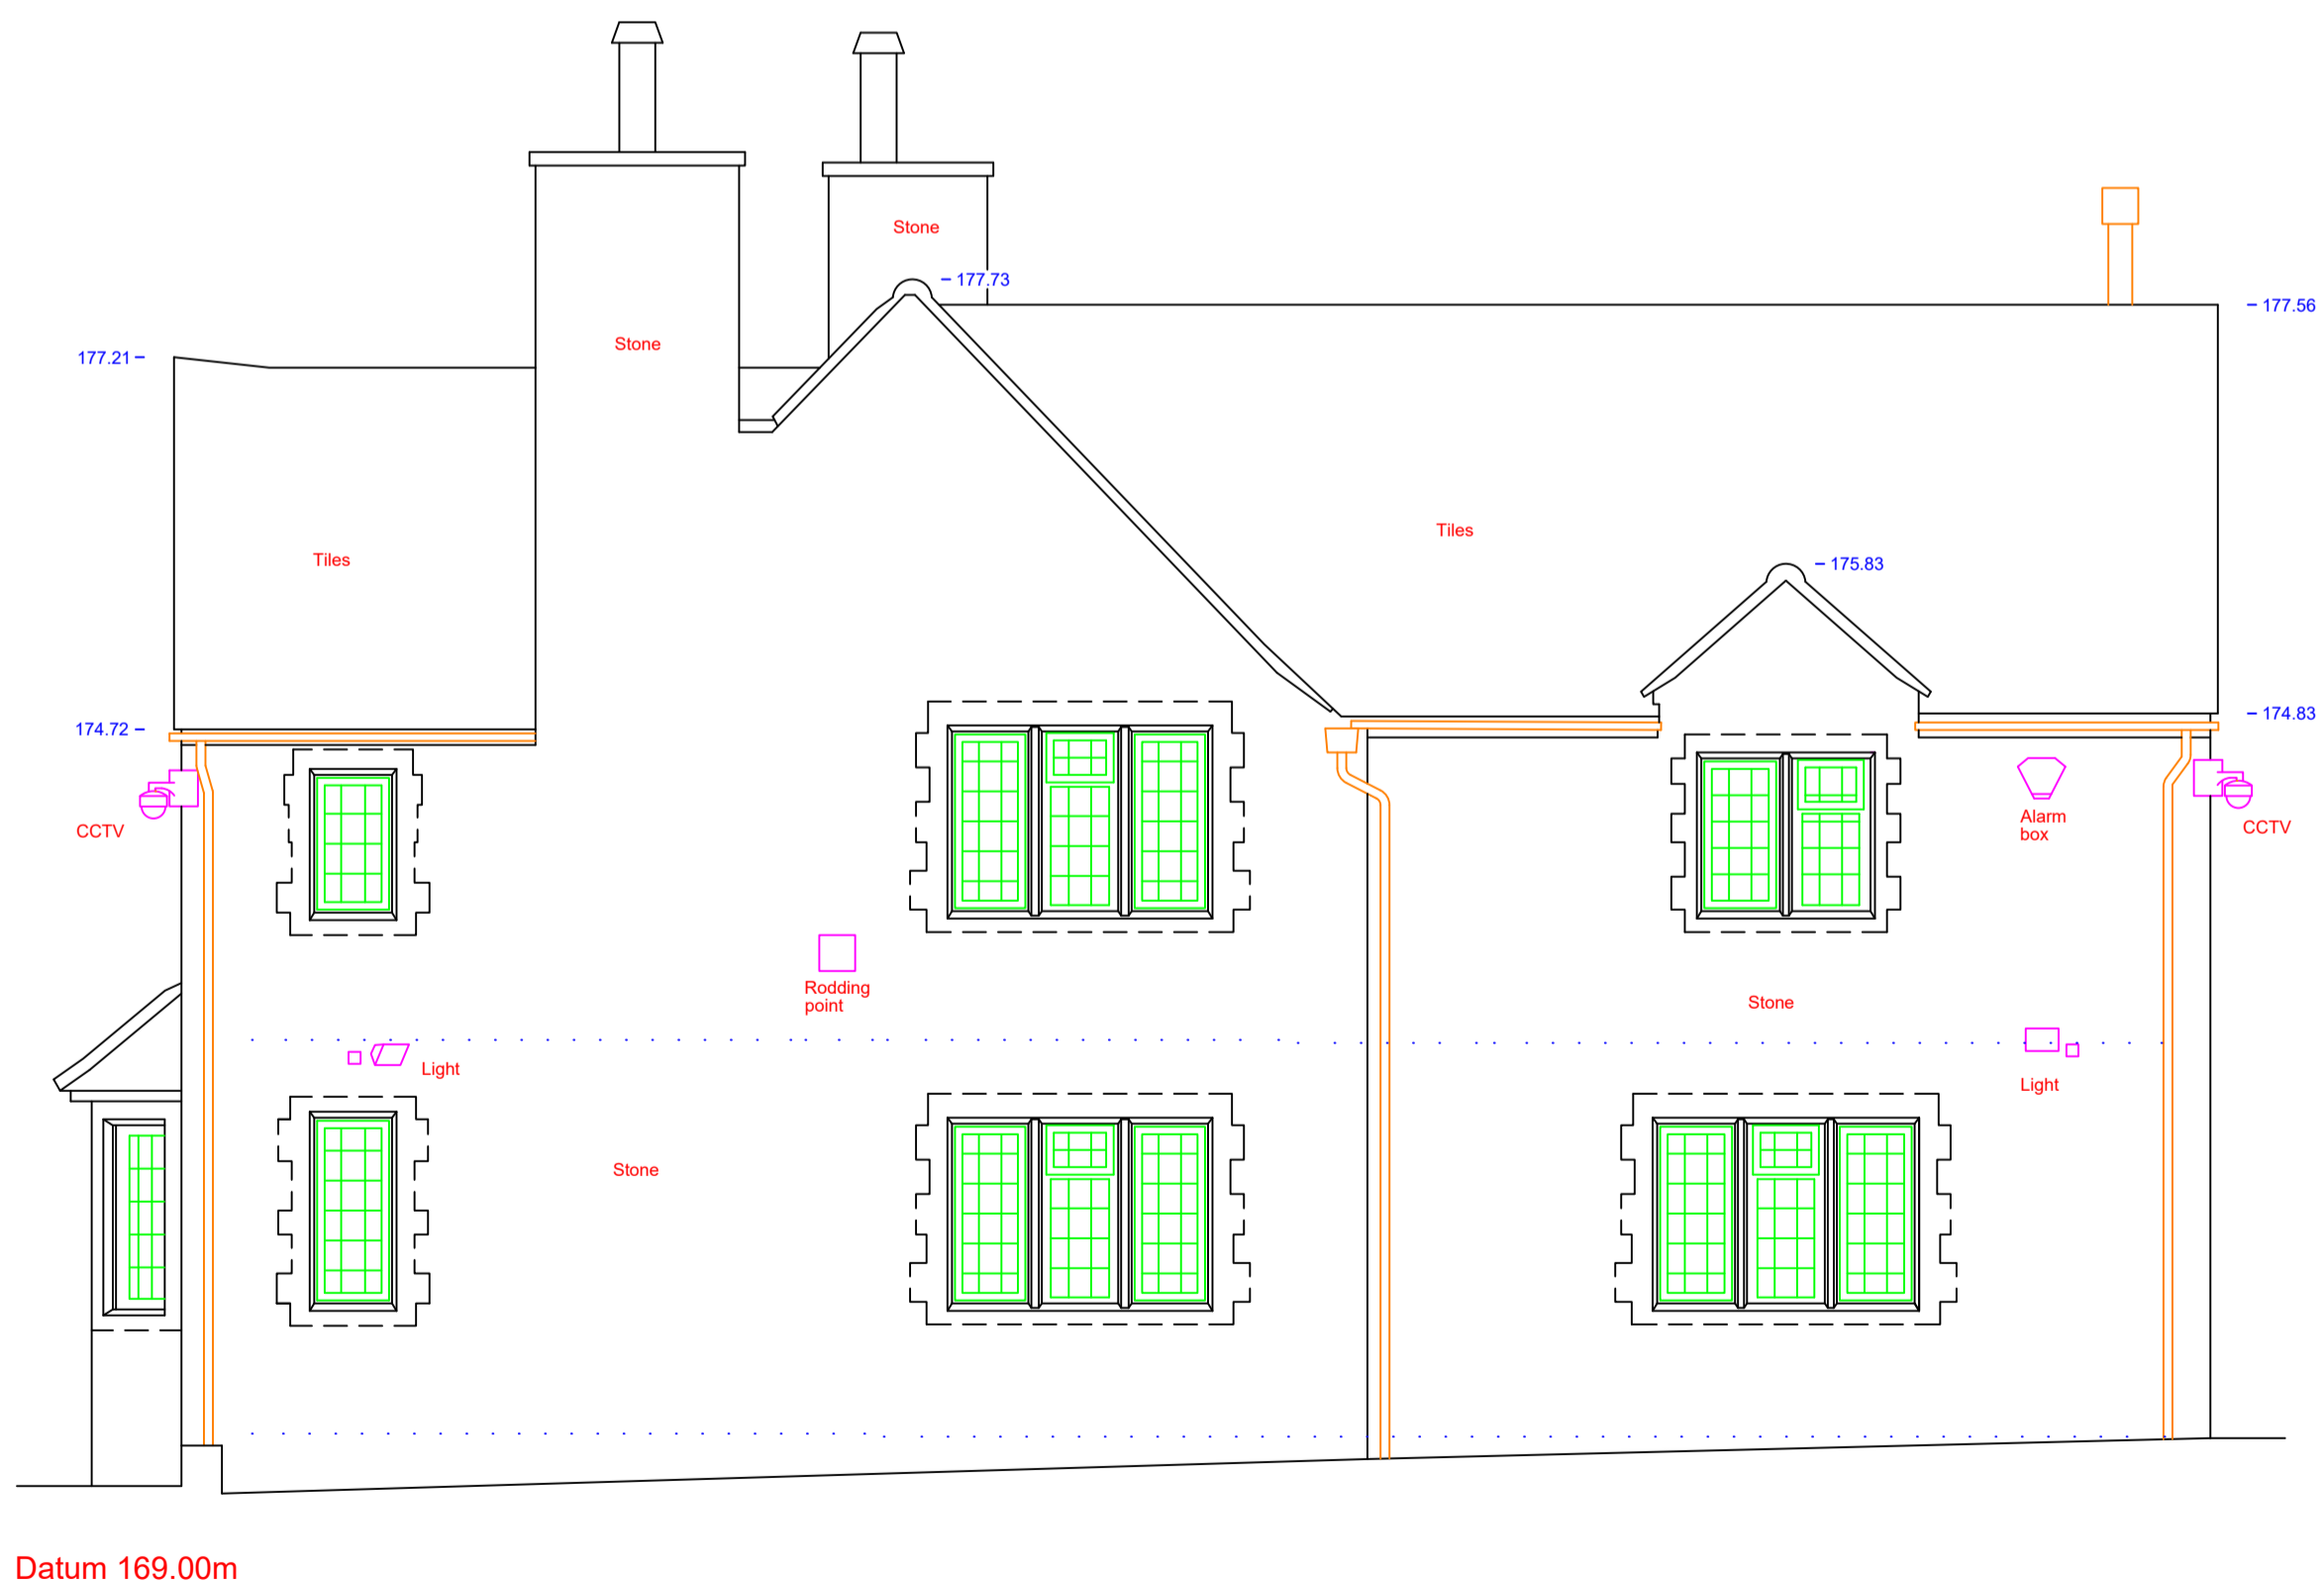 Stone
– 177.73
– 177.56
Stone
177.21 –
Tiles
Tiles
– 175.83
174.72 –
– 174.83
CCTV
Alarm
box
CCTV
Rodding
point
Stone
Light
Light
Stone
Datum 169.00m